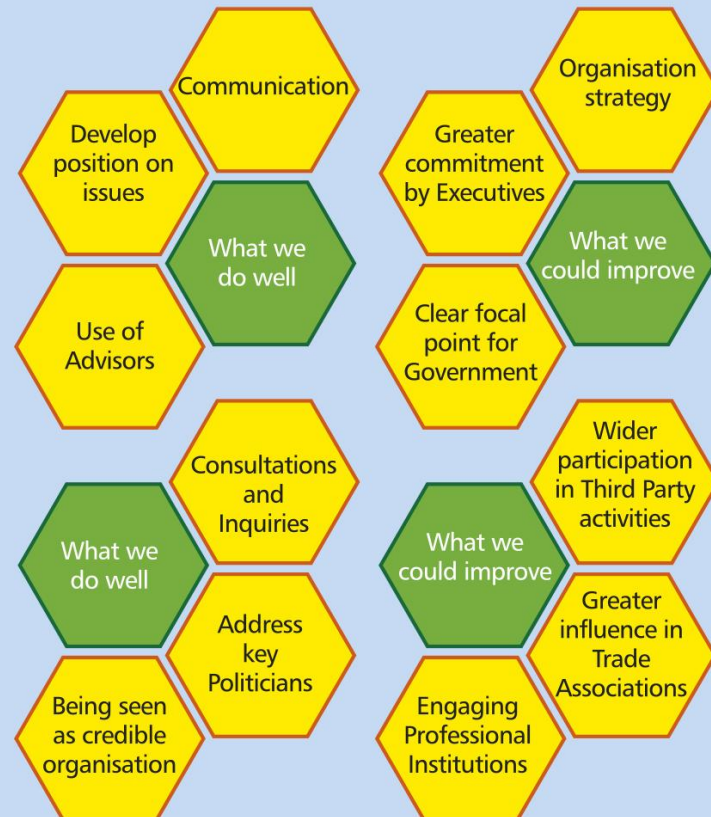 Communication
Develop
position on
issues
What we
do well
Use of
Advisors
Organisation
strategy
Greater
commitment
by Executives
What we
could improve
Clear focal
point for
Government
Consultations
and
Inquiries
What we
do well
Address
key
Politicians
Being seen
as credible
organisation
Wider
participation
in Third Party
activities
What we
could improve
Greater
influence in
Trade
Associations
Engaging
Professional
Institutions